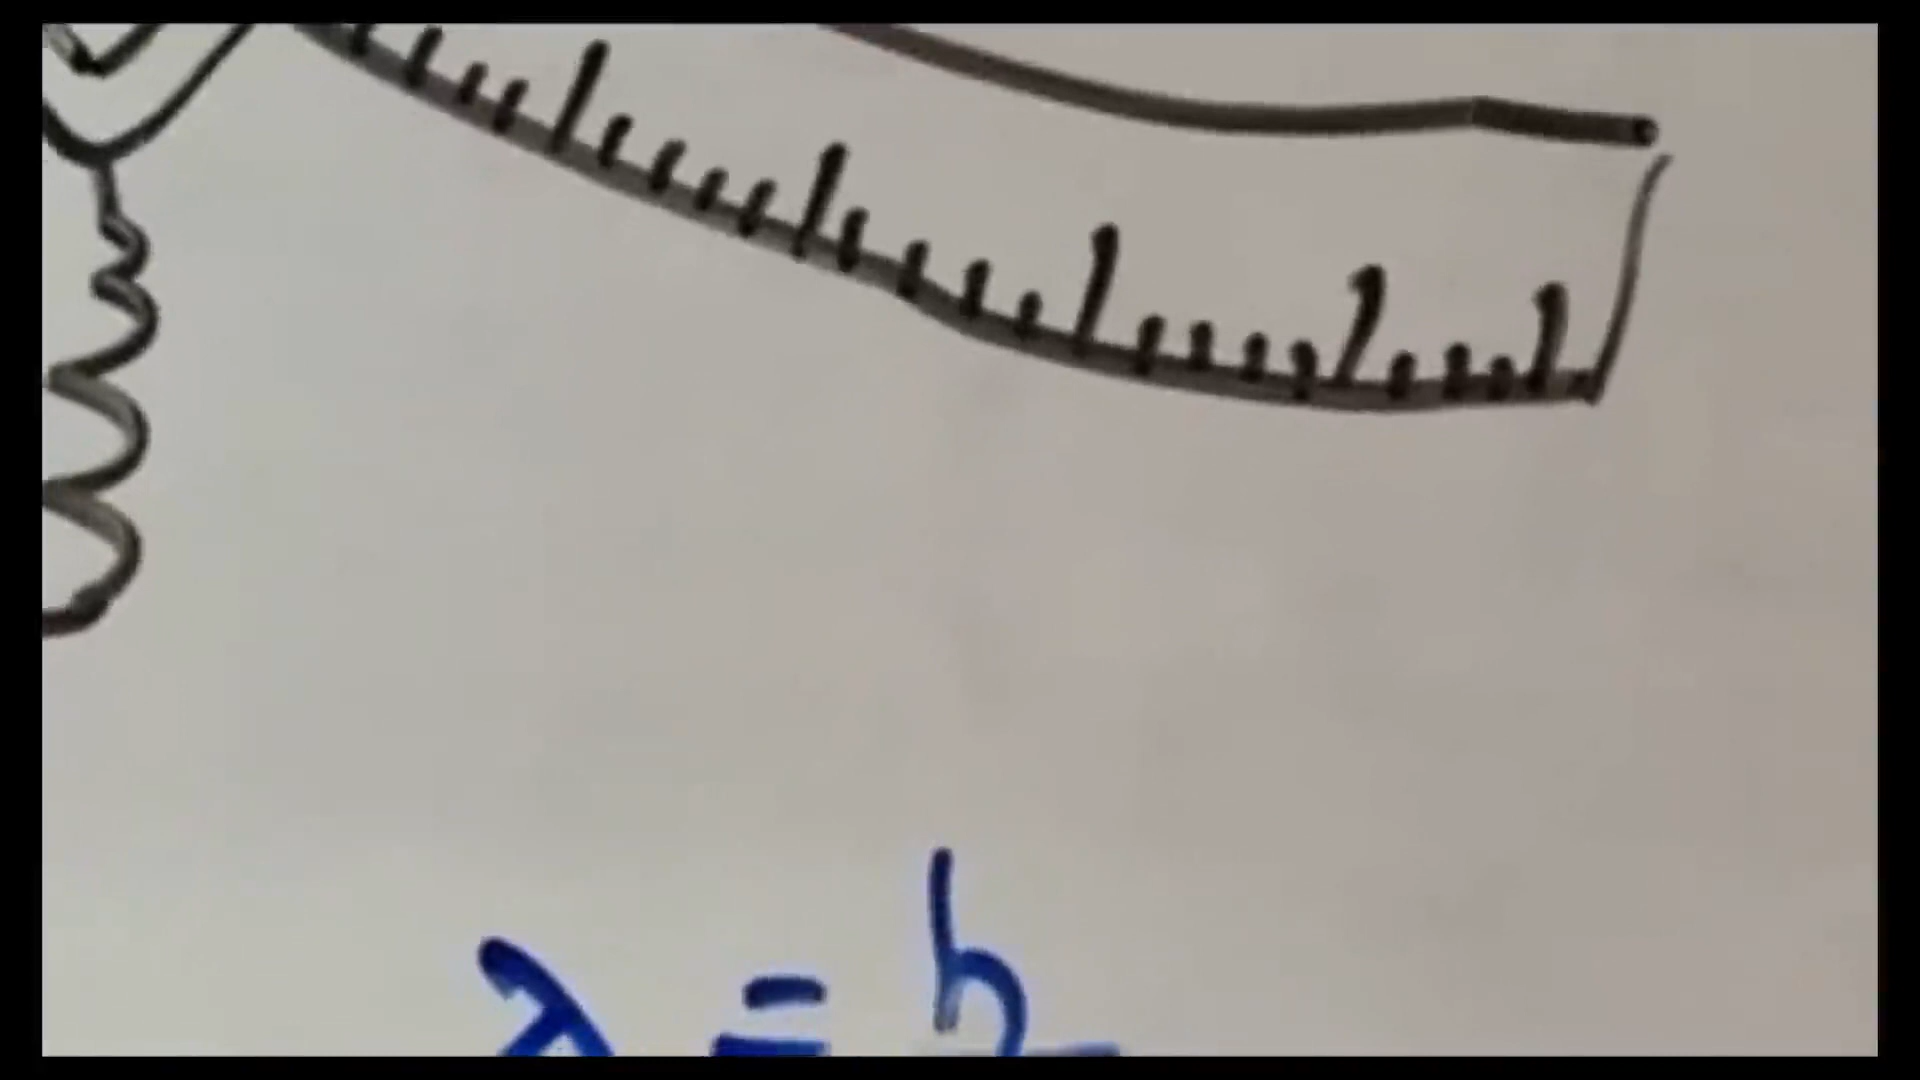 λ = h